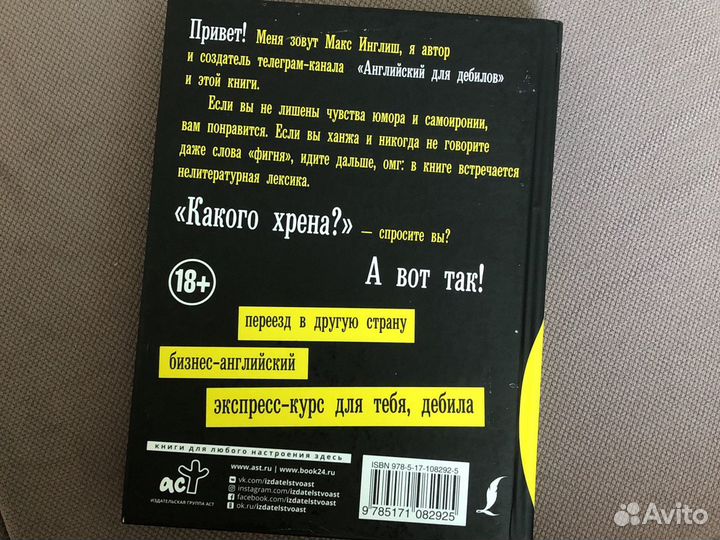 Привет! Меня зовут Макс Инглиш, я автор
и создатель телеграм-канала «Английский для дебилов»
и этой книги.
Если вы не лишены чувства юмора и самоиронии,
вам понравится. Если вы ханжа и никогда не говорите
даже слова «фигня», идите дальше, омг: в книге встречается
нелитературная лексика.
«Какого хрена?» – спросите вы?
А вот так!
18+
переезд в другую страну
бизнес-английский
экспресс-курс для тебя, дебила
книги для любого настроения здесь
www.ast.ru | www.book24.ru
vk.com/izdatelstvoast
instagram.com/izdatelstvoast
facebook.com/izdatelstvoast
ok.ru/izdatelstvoast
аст
ИЗДАТЕЛЬСКАЯ ГРУППА АСТ
ISBN 978-5-17-108292-5
9 785171 082925
Avito